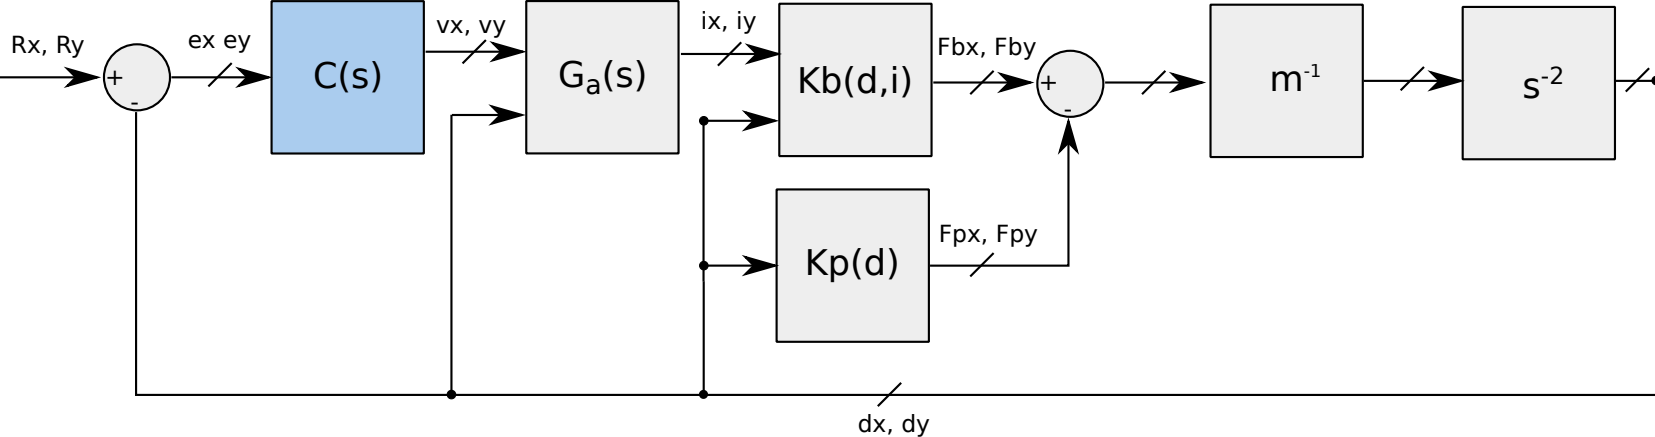 Rx, Ry
+
-
ex ey
C(s)
vx, vy
Ga(s)
ix, iy
Kb(d,i)
Fbx, Fby
+
-
m-1
s-2
Kp(d)
Fpx, Fpy
dx, dy